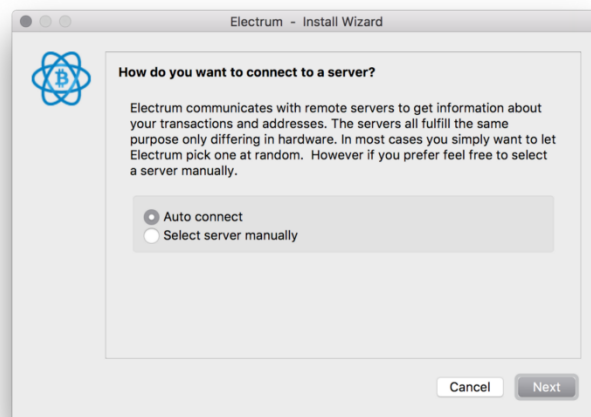 Electrum - Install Wizard
How do you want to connect to a server?
Electrum communicates with remote servers to get information about
your transactions and addresses. The servers all fulfill the same
purpose only differing in hardware. In most cases you simply want to let
Electrum pick one at random.  However if you prefer feel free to select
a server manually.
Auto connect
Select server manually
Cancel
Next